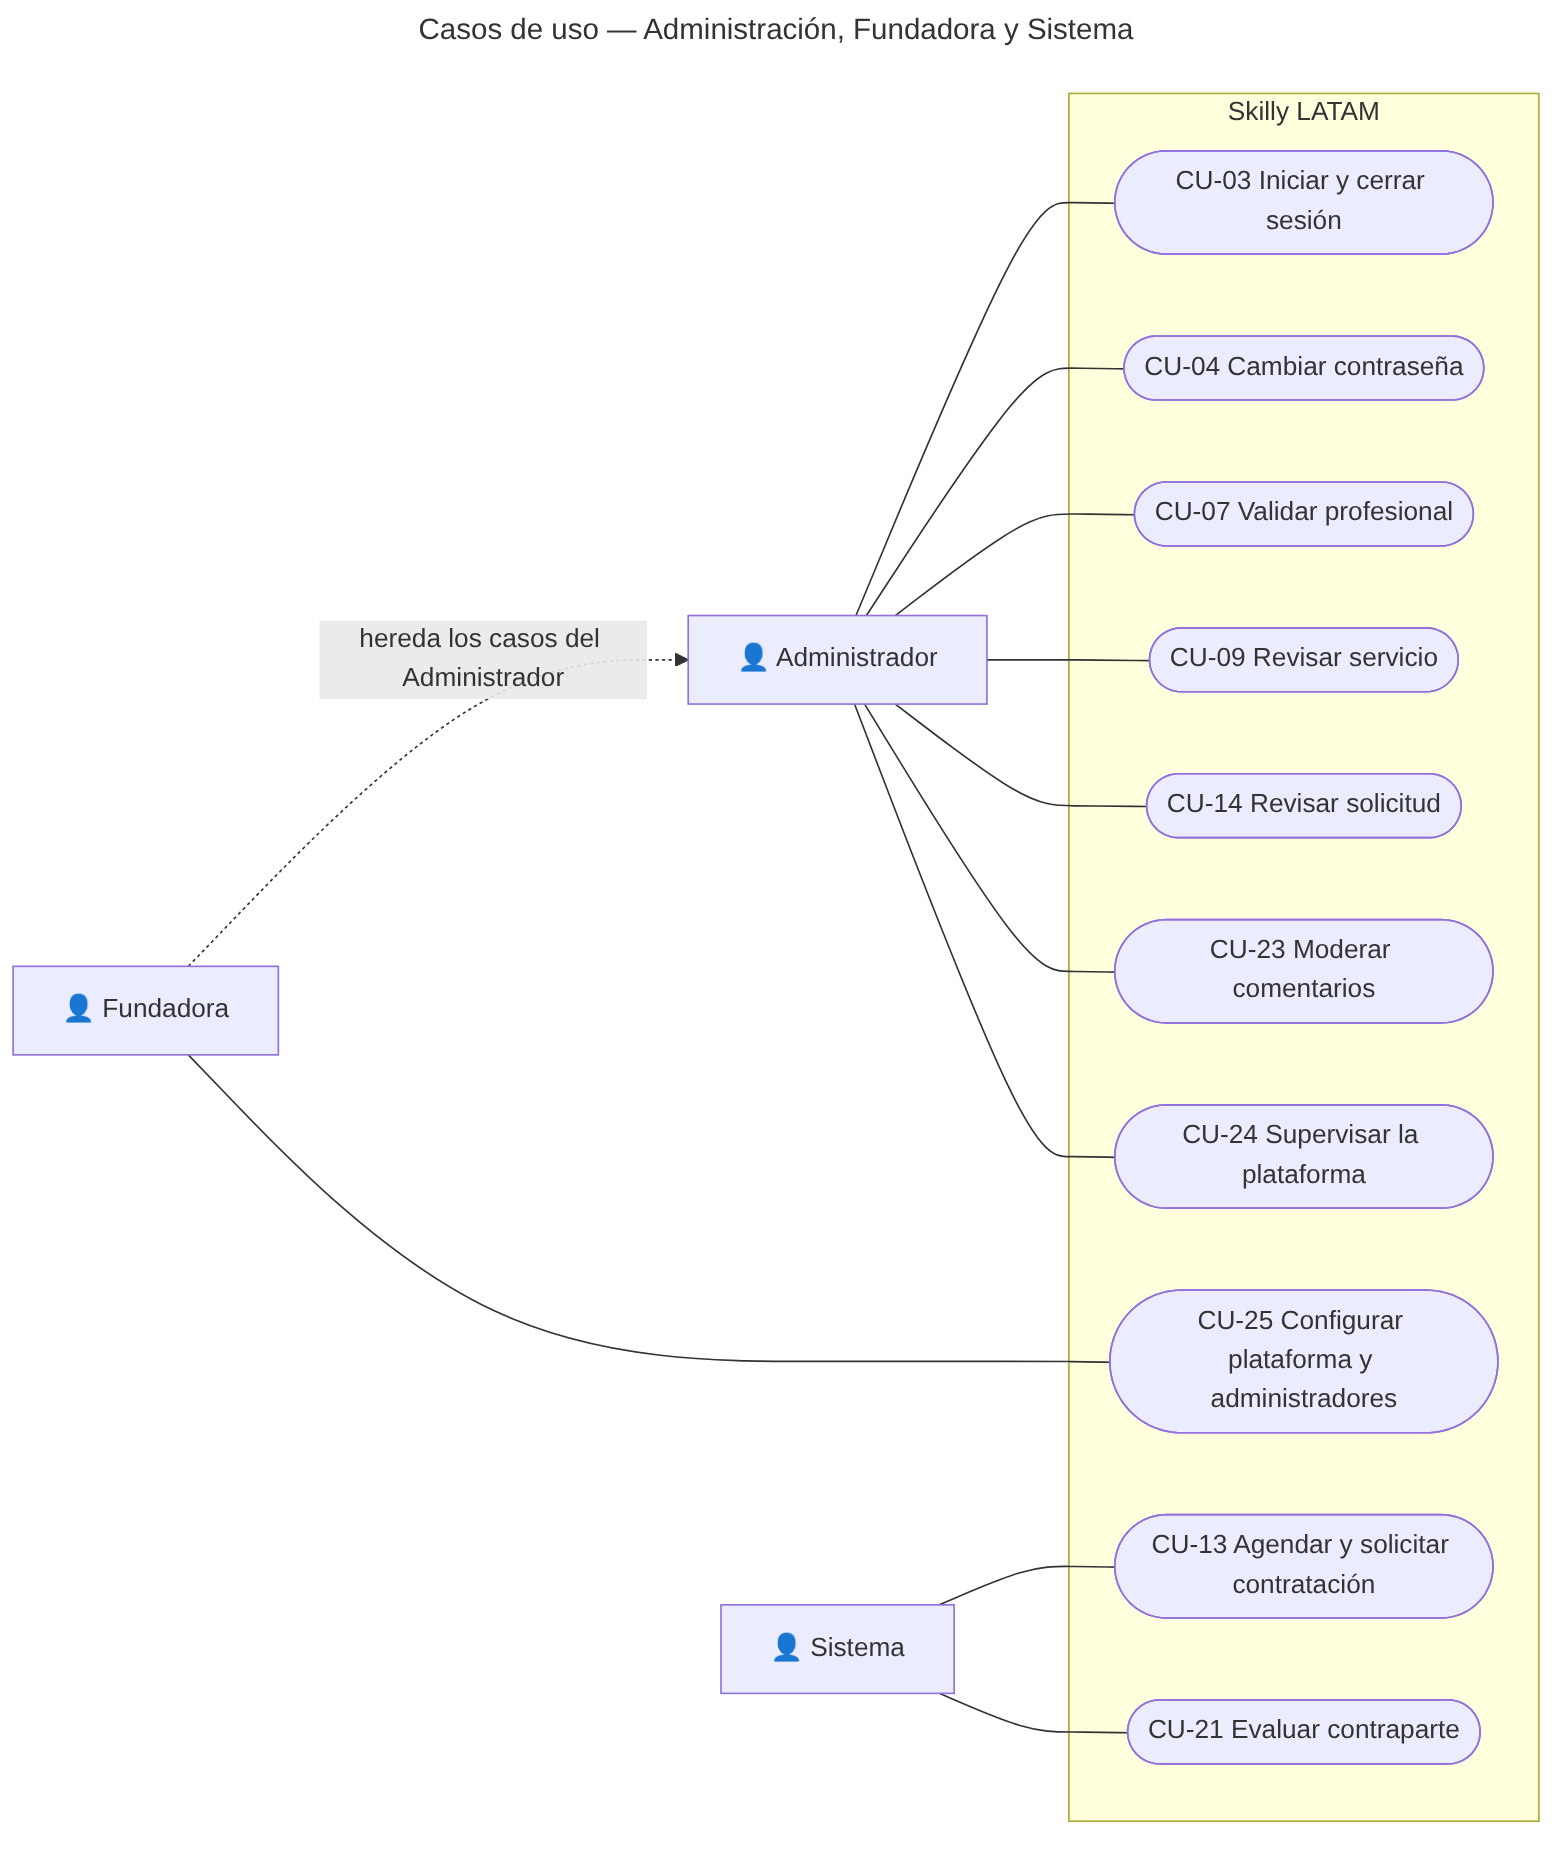 Casos de uso — Administración, Fundadora y Sistema
Skilly LATAM
CU-03 Iniciar y cerrar
sesión
CU-04 Cambiar contraseña
CU-07 Validar profesional
hereda los casos del
Administrador
👤 Administrador
CU-09 Revisar servicio
CU-14 Revisar solicitud
CU-23 Moderar
comentarios
👤 Fundadora
CU-24 Supervisar la
plataforma
CU-25 Configurar
plataforma y
administradores
CU-13 Agendar y solicitar
contratación
👤 Sistema
CU-21 Evaluar contraparte